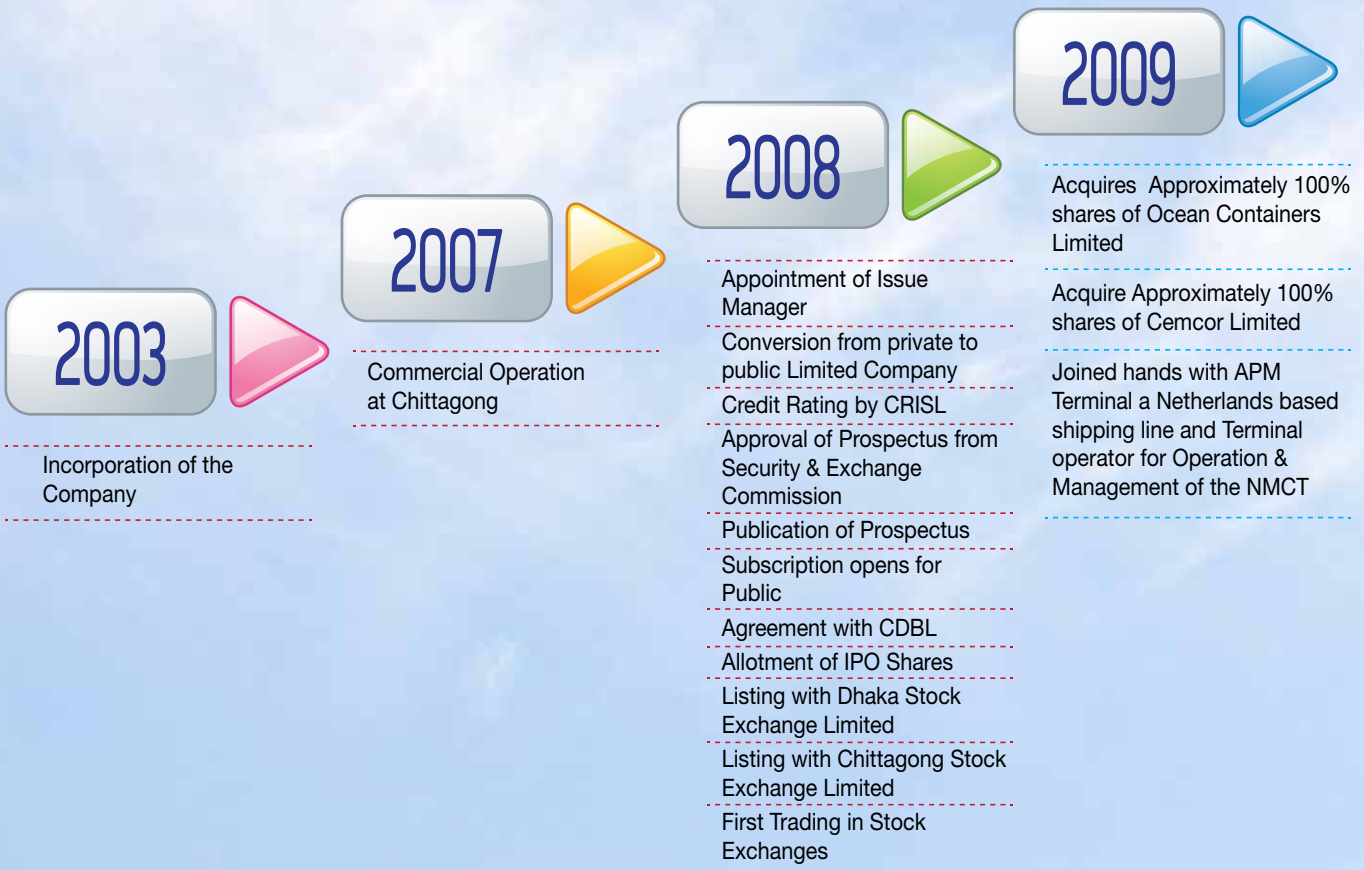 2003
Incorporation of the
Company
2007
Commercial Operation
at Chittagong
2008
Appointment of Issue
Manager
Conversion from private to
public Limited Company
Credit Rating by CRISL
Approval of Prospectus from
Security & Exchange
Commission
Publication of Prospectus
Subscription opens for
Public
Agreement with CDBL
Allotment of IPO Shares
Listing with Dhaka Stock
Exchange Limited
Listing with Chittagong Stock
Exchange Limited
First Trading in Stock
Exchanges
2009
Acquires Approximately 100%
shares of Ocean Containers
Limited
Acquire Approximately 100%
shares of Cemcor Limited
Joined hands with APM
Terminal a Netherlands based
shipping line and Terminal
operator for Operation &
Management of the NMCT